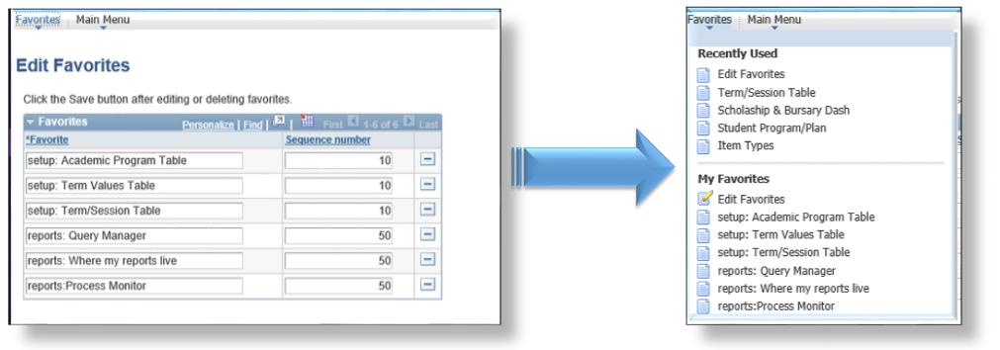 Favorites Main Menu
Edit Favorites
Click the Save button after editing or deleting favorites.
Favorites Personalize | Find | | First 1-6 of 6 Last
*Favorite Sequence number
setup: Academic Program Table 10
setup: Term Values Table 10
setup: Term/Session Table 10
reports: Query Manager 50
reports: Where my reports live 50
reports:Process Monitor 50
Favorites Main Menu
Recently Used
Edit Favorites
Term/Session Table
Scholaship & Bursary Dash
Student Program/Plan
Item Types
My Favorites
Edit Favorites
setup: Academic Program Table
setup: Term Values Table
setup: Term/Session Table
reports: Query Manager
reports: Where my reports live
reports:Process Monitor